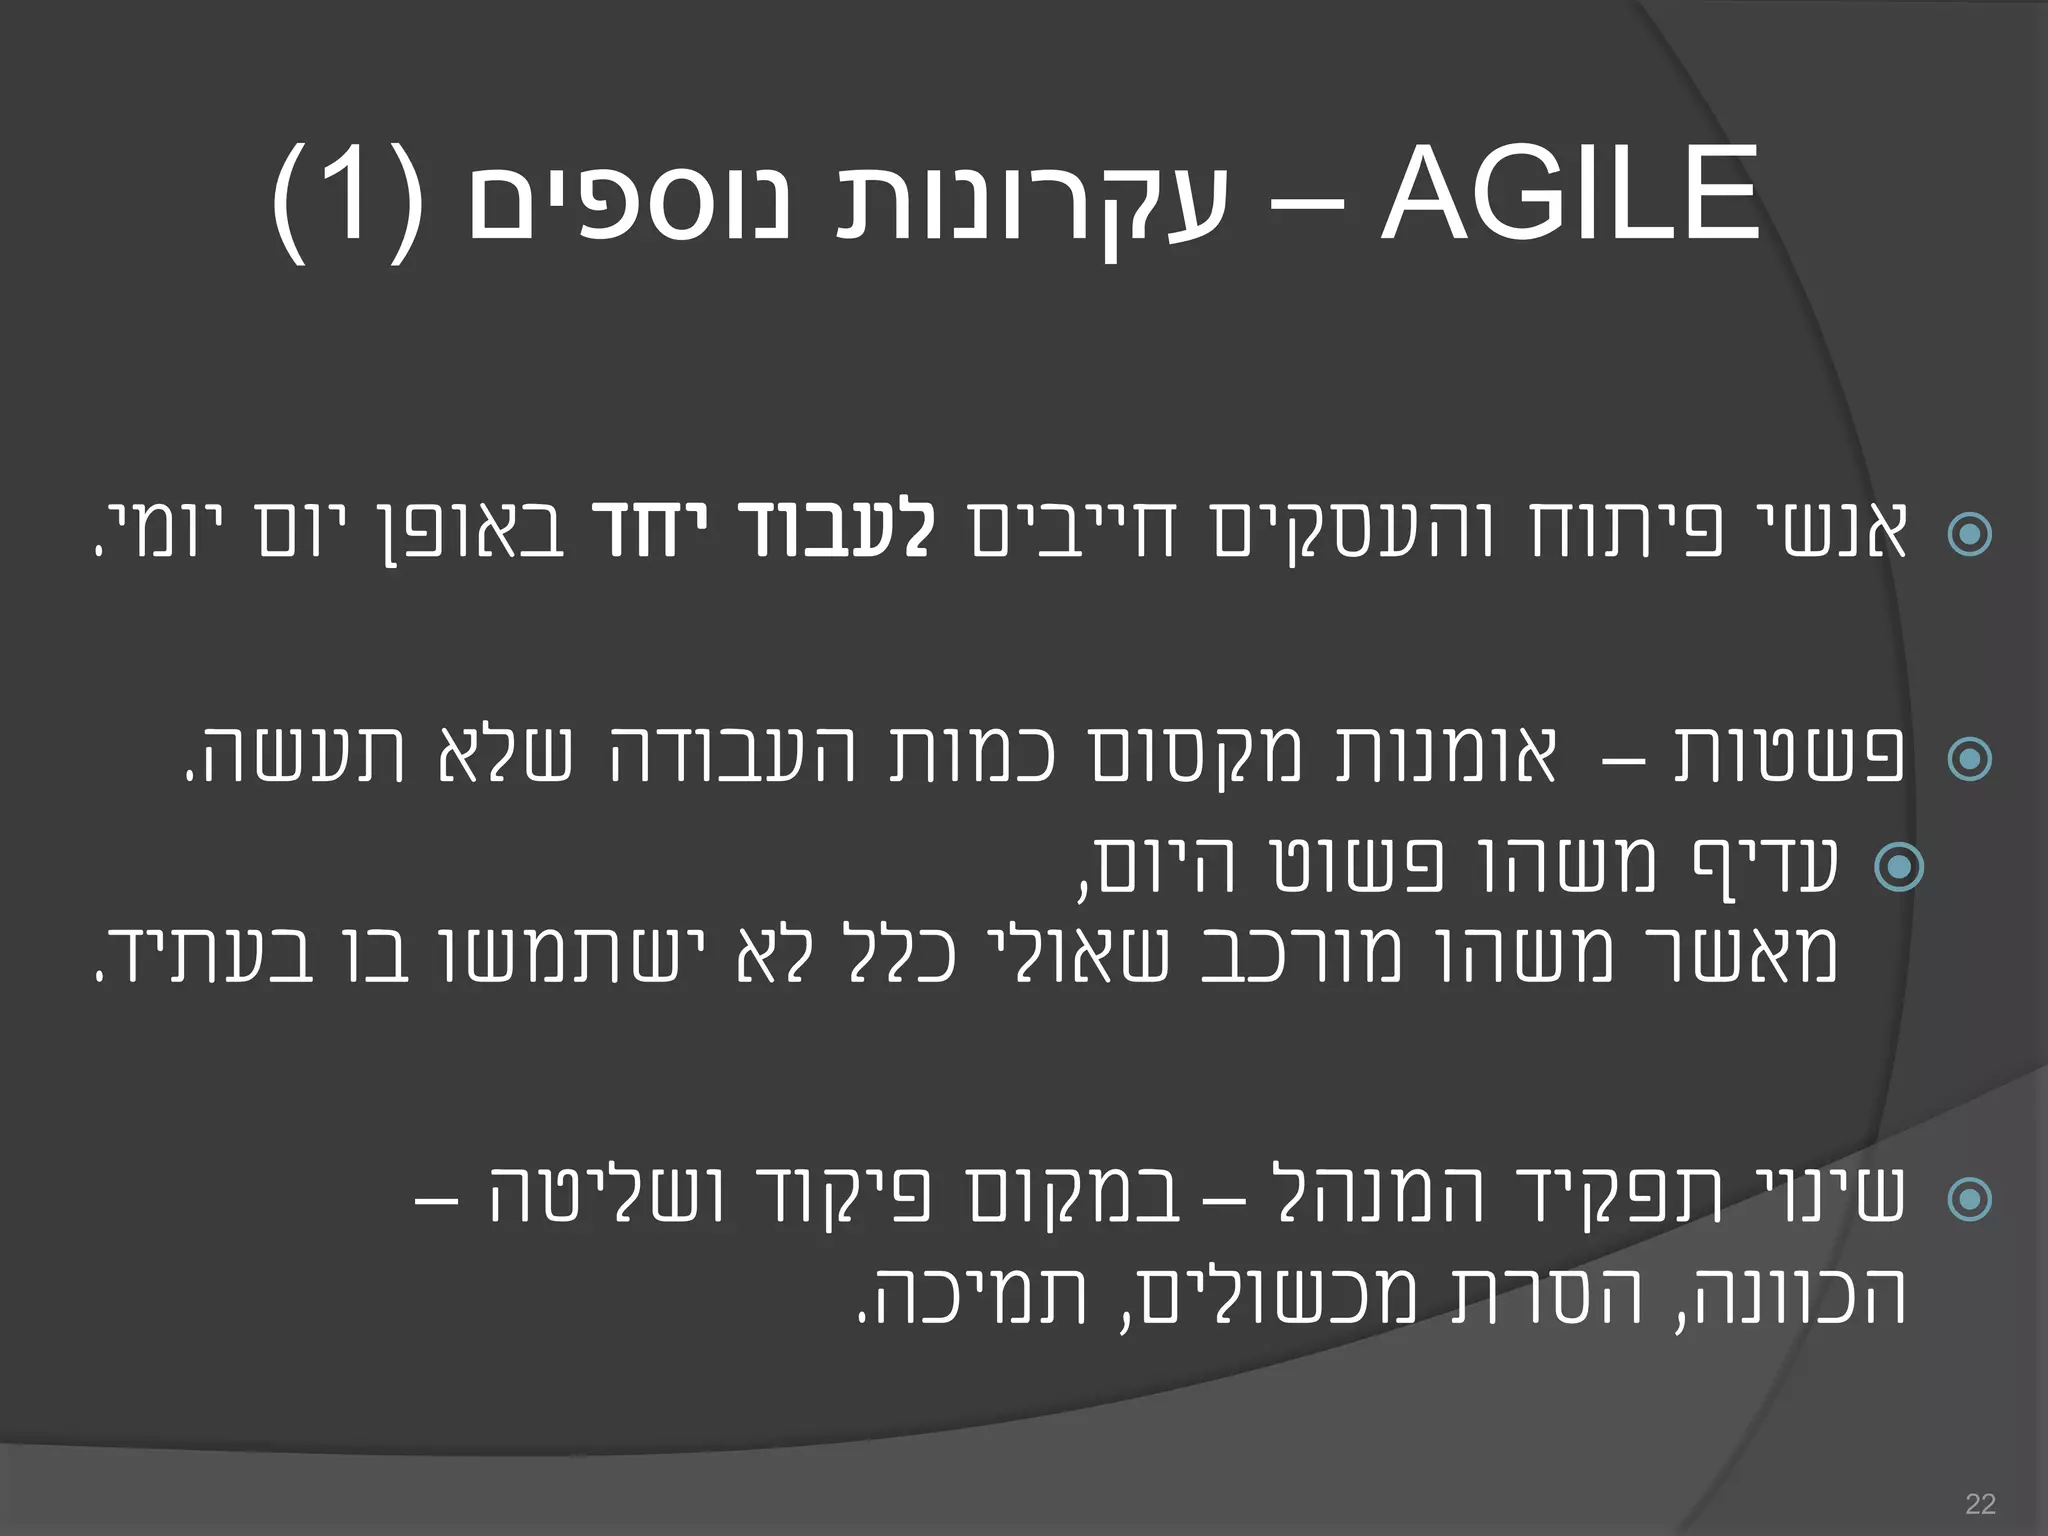 AGILE – עקרונות נוספים (1)
אנשי פיתוח והעסקים חייבים לעבוד יחד באופן יום יומי.
פשטות – אומנות מקסום כמות העבודה שלא תעשה.
עדיף משהו פשוט היום,
מאשר משהו מורכב שאולי כלל לא ישתמשו בו בעתיד.
שינוי תפקיד המנהל – במקום פיקוד ושליטה –
הכוונה, הסרת מכשולים, תמיכה.
22